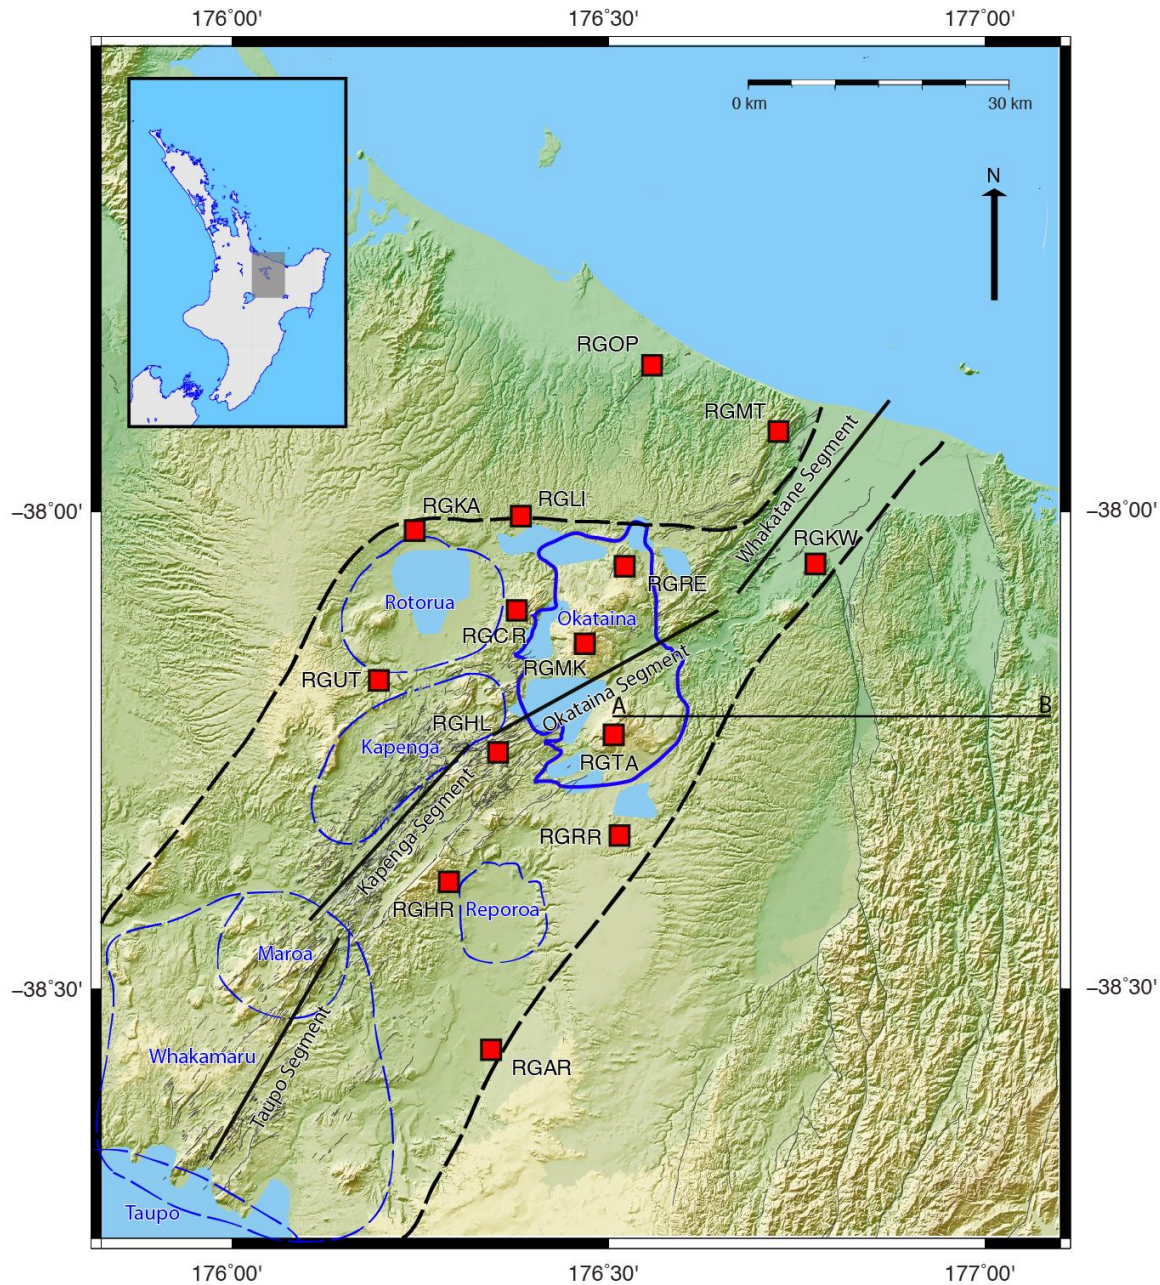 176°00'
176°30'
177°00'
0 km
30 km
N
RGOP
RGMT
Whakatane Segment
–38°00'
–38°00'
RGKA
RGLI
RGKW
RGRE
Rotorua
Okataina
RGCR
RGMK
RGUT
Okataina Segment
A
B
RGHL
Kapenga
RGTA
Kapenga Segment
RGRR
RGHR
Reporoa
Maroa
–38°30'
–38°30'
Whakamaru
Taupo Segment
RGAR
Taupo
176°00'
176°30'
177°00'